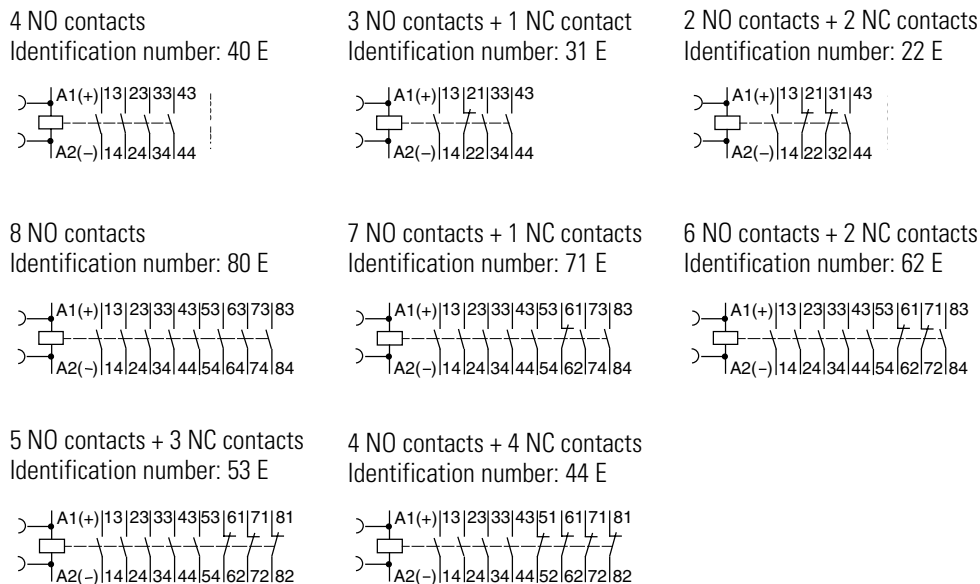 4 NO contacts
Identification number: 40 E
A1(+) 13 23 33 43
A2(−) 14 24 34 44
3 NO contacts + 1 NC contact
Identification number: 31 E
A1(+) 13 21 33 43
A2(−) 14 22 34 44
2 NO contacts + 2 NC contacts
Identification number: 22 E
A1(+) 13 21 31 43
A2(−) 14 22 32 44
8 NO contacts
Identification number: 80 E
A1(+) 13 23 33 43 53 63 73 83
A2(−) 14 24 34 44 54 64 74 84
7 NO contacts + 1 NC contacts
Identification number: 71 E
A1(+) 13 23 33 43 53 61 73 83
A2(−) 14 24 34 44 54 62 74 84
6 NO contacts + 2 NC contacts
Identification number: 62 E
A1(+) 13 23 33 43 53 61 71 83
A2(−) 14 24 34 44 54 62 72 84
5 NO contacts + 3 NC contacts
Identification number: 53 E
A1(+) 13 23 33 43 53 61 71 81
A2(−) 14 24 34 44 54 62 72 82
4 NO contacts + 4 NC contacts
Identification number: 44 E
A1(+) 13 23 33 43 51 61 71 81
A2(−) 14 24 34 44 52 62 72 82